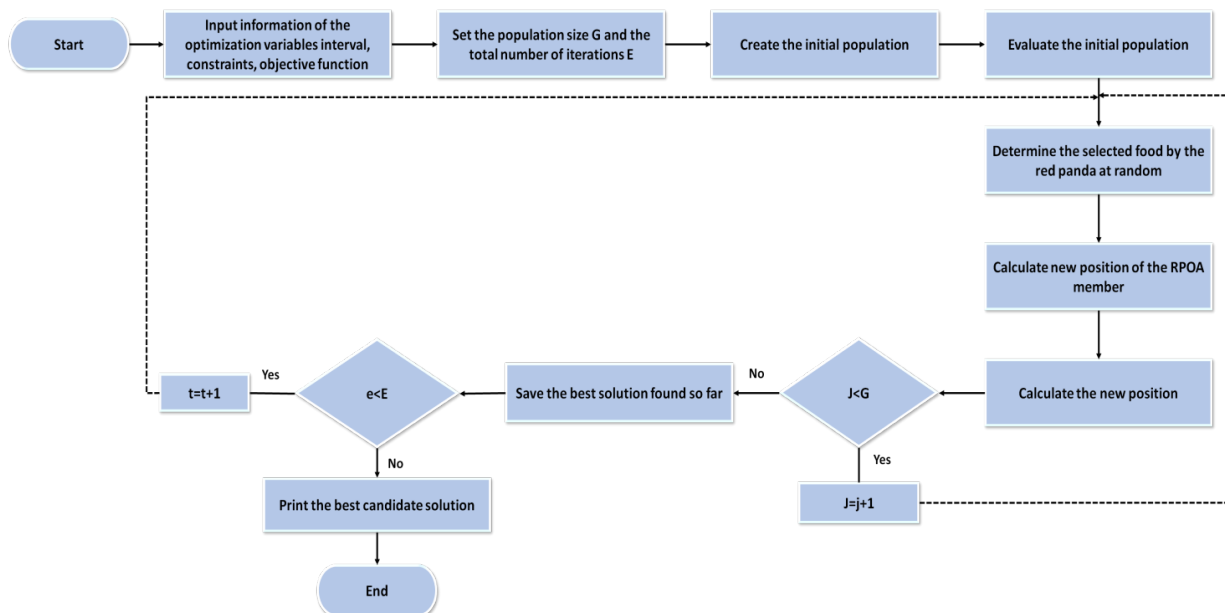 Start
Input information of
the optimization variables interval,
constraints, objective function
Set the population size G and the
total number of iterations E
Create the initial population
Evaluate the initial population
Determine the selected food by the
red panda at random
Calculate new position of the RPOA
member
Calculate the new position
J<G
No
Yes
J=j+1
Save the best solution found so far
e<E
Yes
t=t+1
No
Print the best candidate solution
End